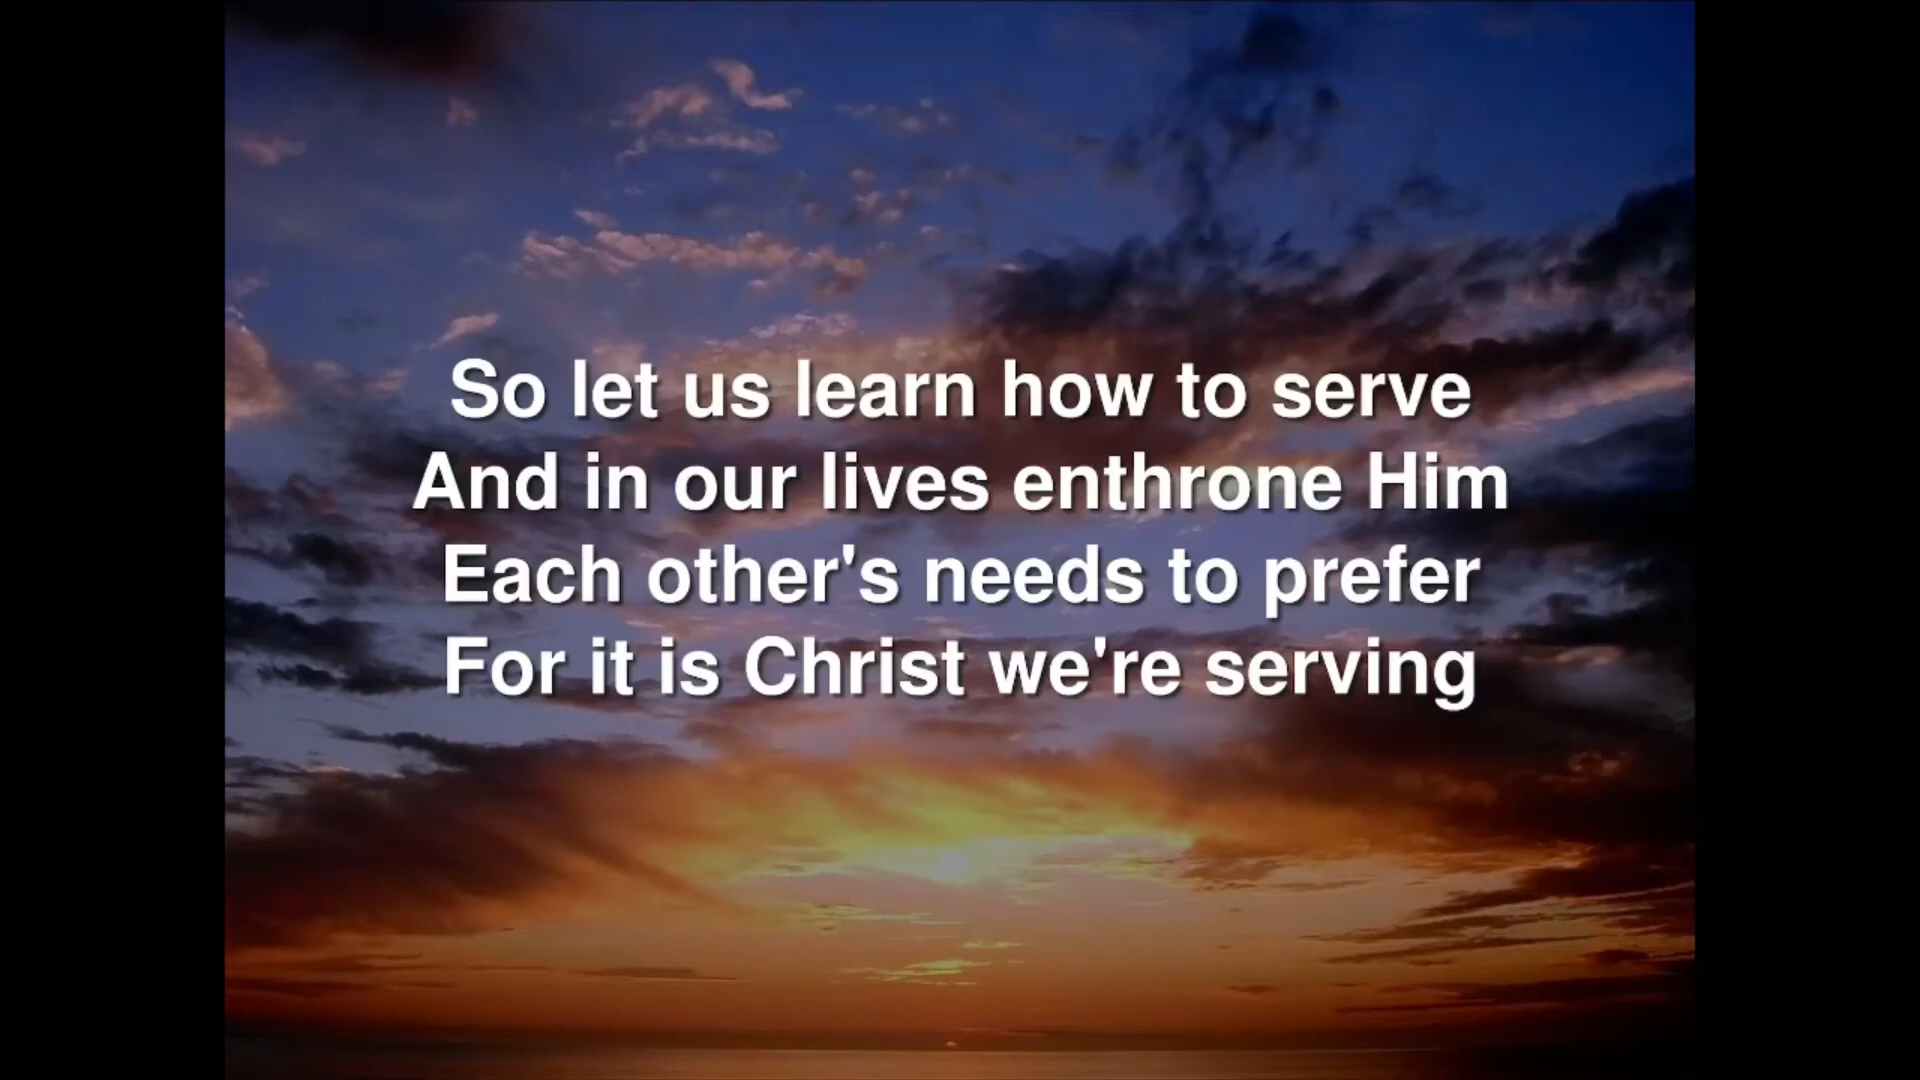 So let us learn how to serve
And in our lives enthrone Him
Each other's needs to prefer
For it is Christ we're serving